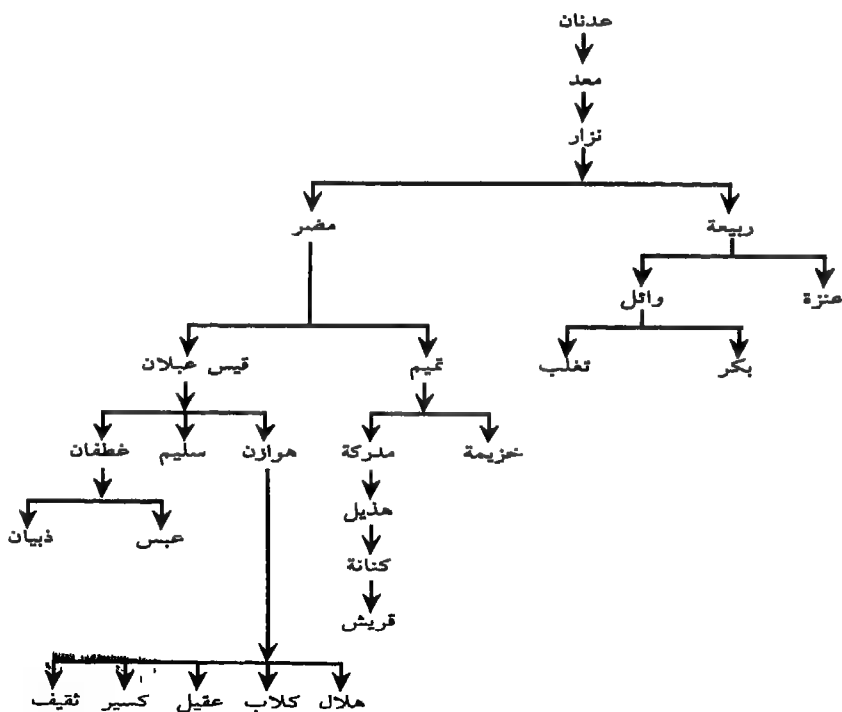 عدنان
معد
نزار
ربيعة
مضر
عنزة
وائل
بكر
تغلب
تميم
قيس عبلان
خزيمة
مدركة
هوازن
سليم
غطفان
هذيل
عبس
ذبيان
كنانة
قريش
هلال
كلاب
عقيل
كسير
ثقيف